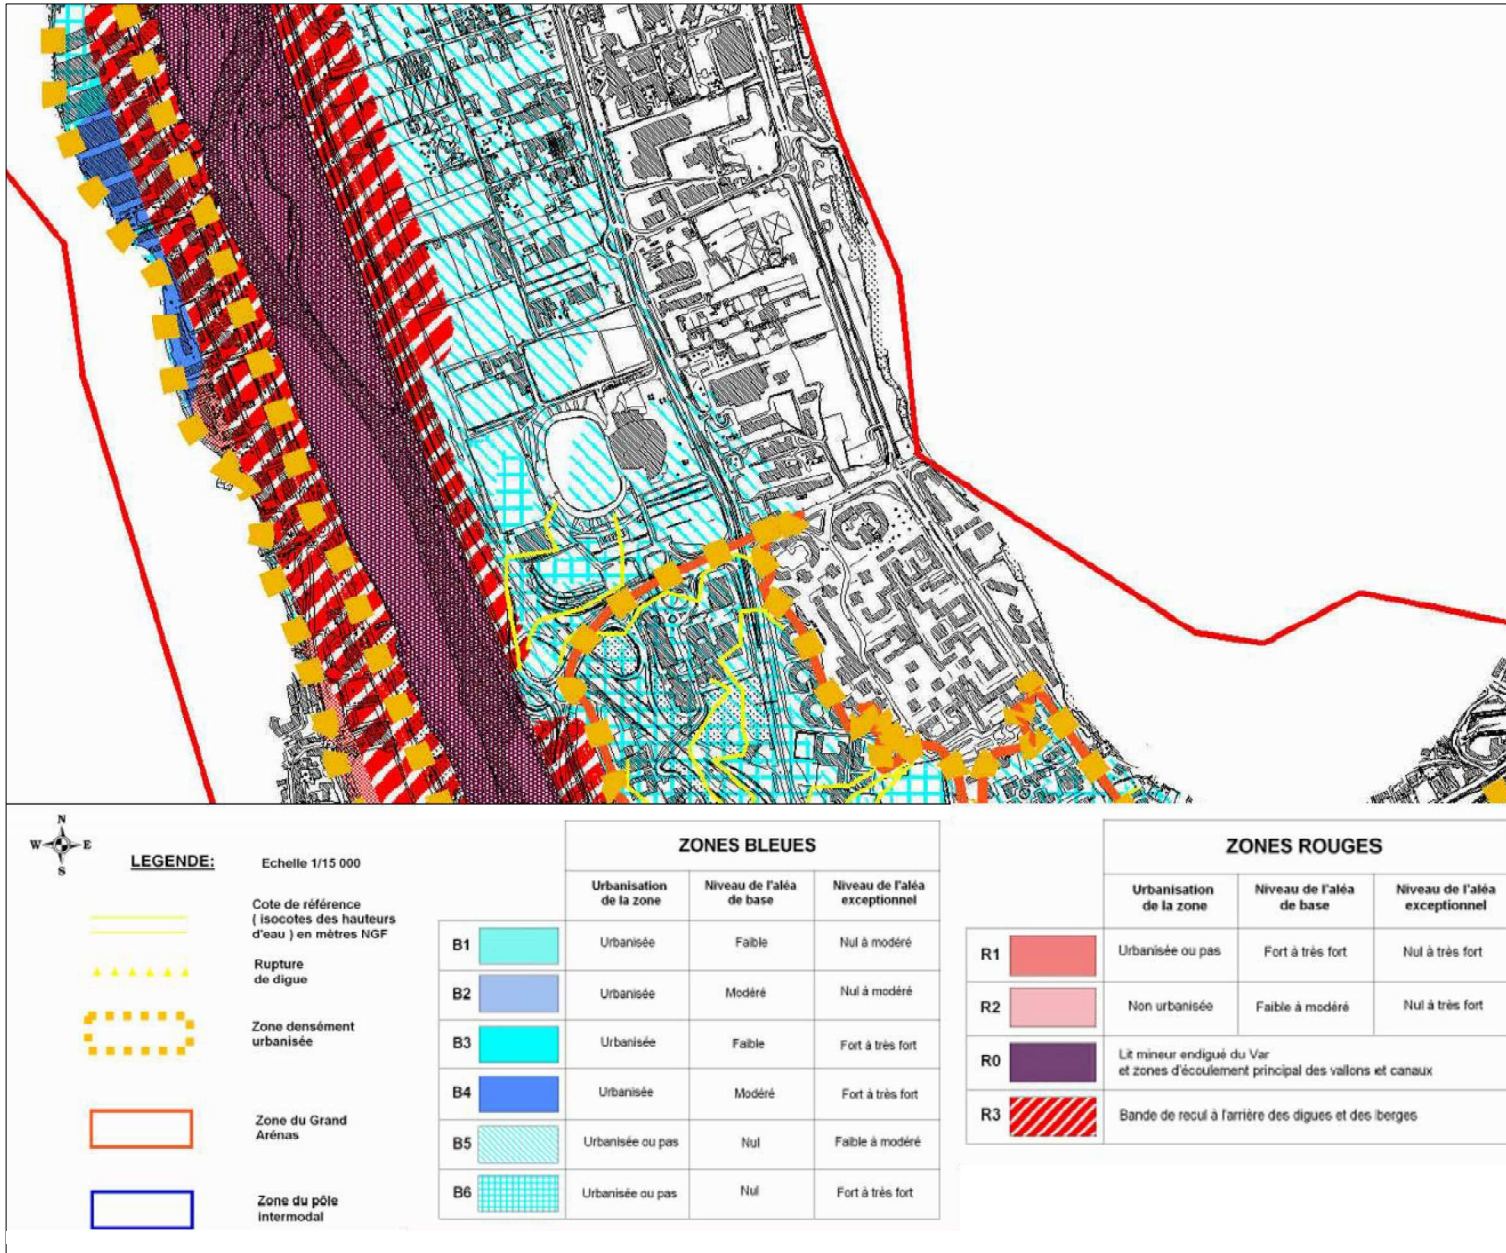 N
W E
S
LEGENDE:
Echelle 1/15 000
Cote de référence
( isocotes des hauteurs
d'eau ) en mètres NGF
Rupture
de digue
Zone densément
urbanisée
Zone du Grand
Arénas
Zone du pôle
intermodal
ZONES BLEUES
Urbanisation
de la zone
Niveau de l'aléa
de base
Niveau de l'aléa
exceptionnel
B1 Urbanisée Faible Nul à modéré
B2 Urbanisée Modéré Nul à modéré
B3 Urbanisée Faible Fort à très fort
B4 Urbanisée Modéré Fort à très fort
B5 Urbanisée ou pas Nul Faible à modéré
B6 Urbanisée ou pas Nul Fort à très fort
ZONES ROUGES
Urbanisation
de la zone
Niveau de l'aléa
de base
Niveau de l'aléa
exceptionnel
R1 Urbanisée ou pas Fort à très fort Nul à très fort
R2 Non urbanisée Faible à modéré Nul à très fort
R0 Lit mineur endigué du Var
et zones d'écoulement principal des vallons et canaux
R3 Bande de recul à l'arrière des digues et des berges